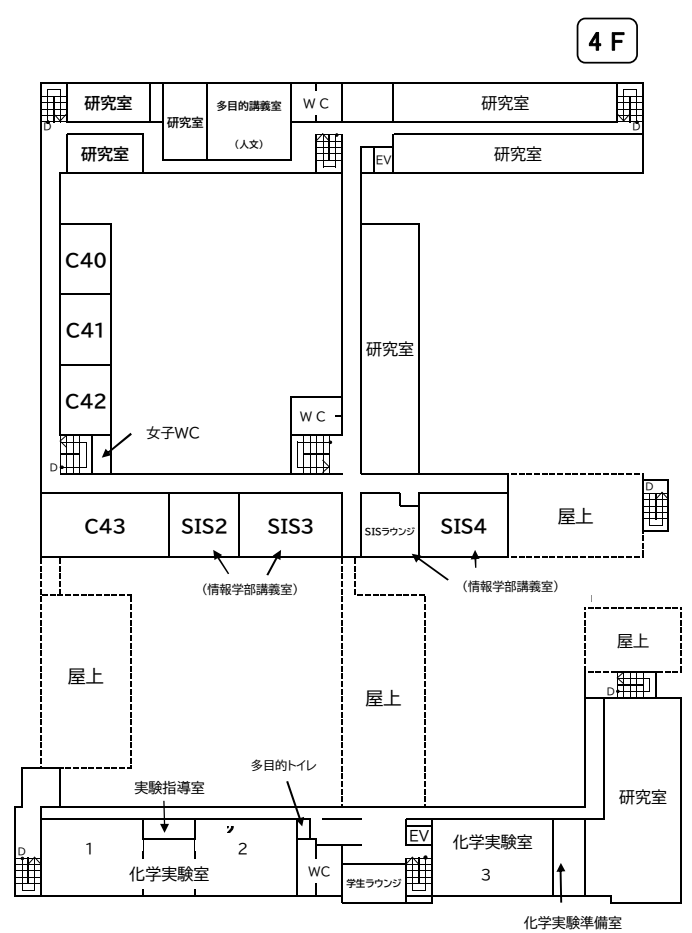 4 F
研究室
研究室
多目的講義室
(人文)
WC
研究室
D
D
研究室
EV
研究室
C40
C41
研究室
C42
WC
女子WC
D
D
C43
SIS2
SIS3
SISラウンジ
SIS4
屋上
(情報学部講義室)
(情報学部講義室)
屋上
屋上
屋上
D
多目的トイレ
実験指導室
研究室
1
2
EV
化学実験室
D
化学実験室
WC
学生ラウンジ
3
化学実験準備室